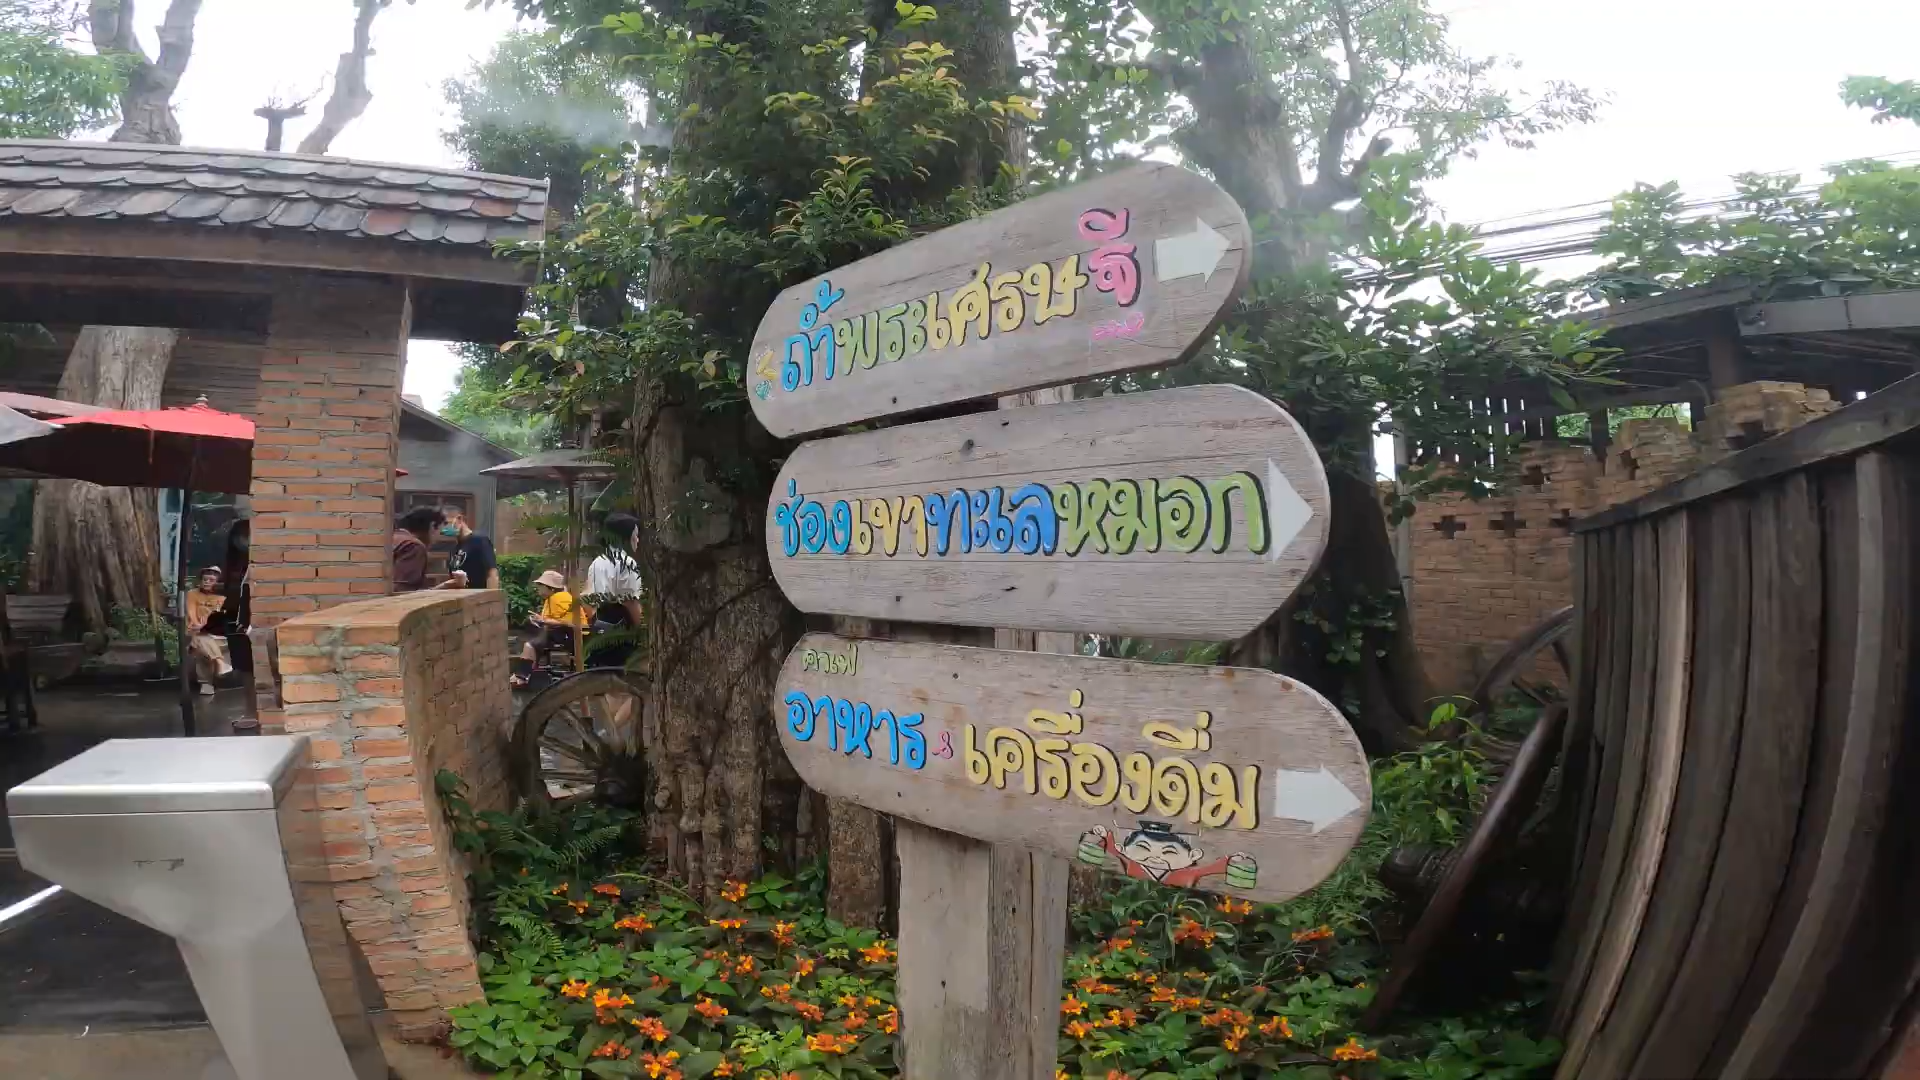 ถ้ำพระเศรษฐี
ช่องเขาทะเลหมอก
คาเฟ่
อาหาร & เครื่องดื่ม